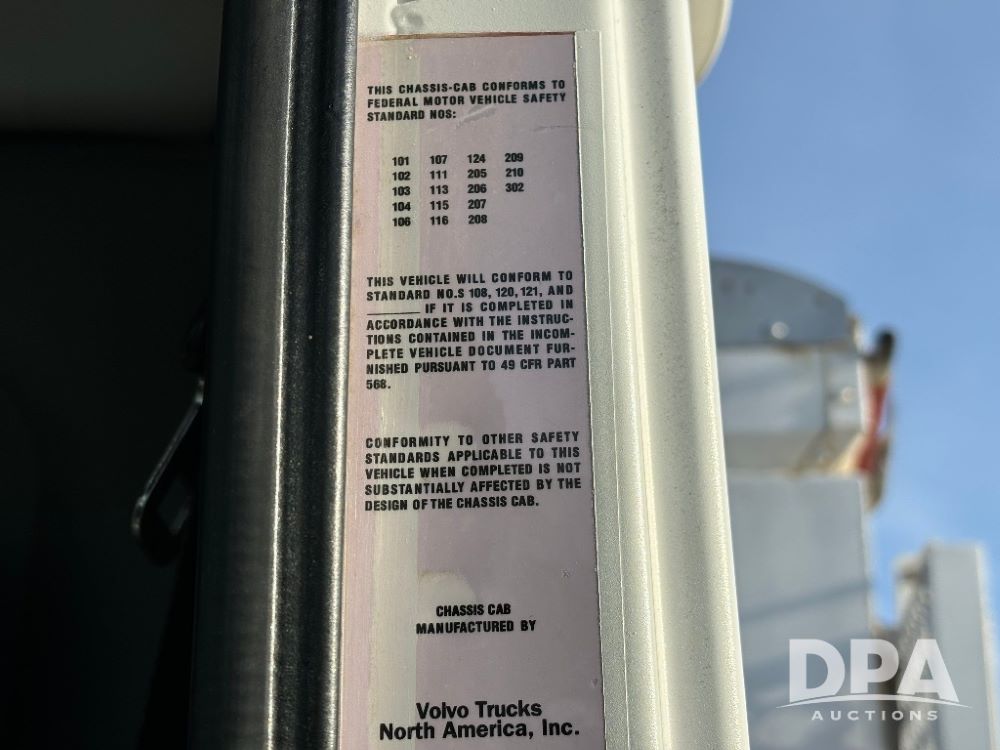 THIS CHASSIS-CAB CONFORMS TO
FEDERAL MOTOR VEHICLE SAFETY
STANDARD NOS:
101 107 124 209
102 111 205 210
103 113 206 302
104 115 207
106 116 208
THIS VEHICLE WILL CONFORM TO
STANDARD NO.S 108, 120, 121, AND
________ IF IT IS COMPLETED IN
ACCORDANCE WITH THE INSTRUC-
TIONS CONTAINED IN THE INCOM-
PLETE VEHICLE DOCUMENT FUR-
NISHED PURSUANT TO 49 CFR PART
568.
CONFORMITY TO OTHER SAFETY
STANDARDS APPLICABLE TO THIS
VEHICLE WHEN COMPLETED IS NOT
SUBSTANTIALLY AFFECTED BY THE
DESIGN OF THE CHASSIS CAB.
CHASSIS CAB
MANUFACTURED BY
Volvo Trucks
North America, Inc.
DPA
AUCTIONS